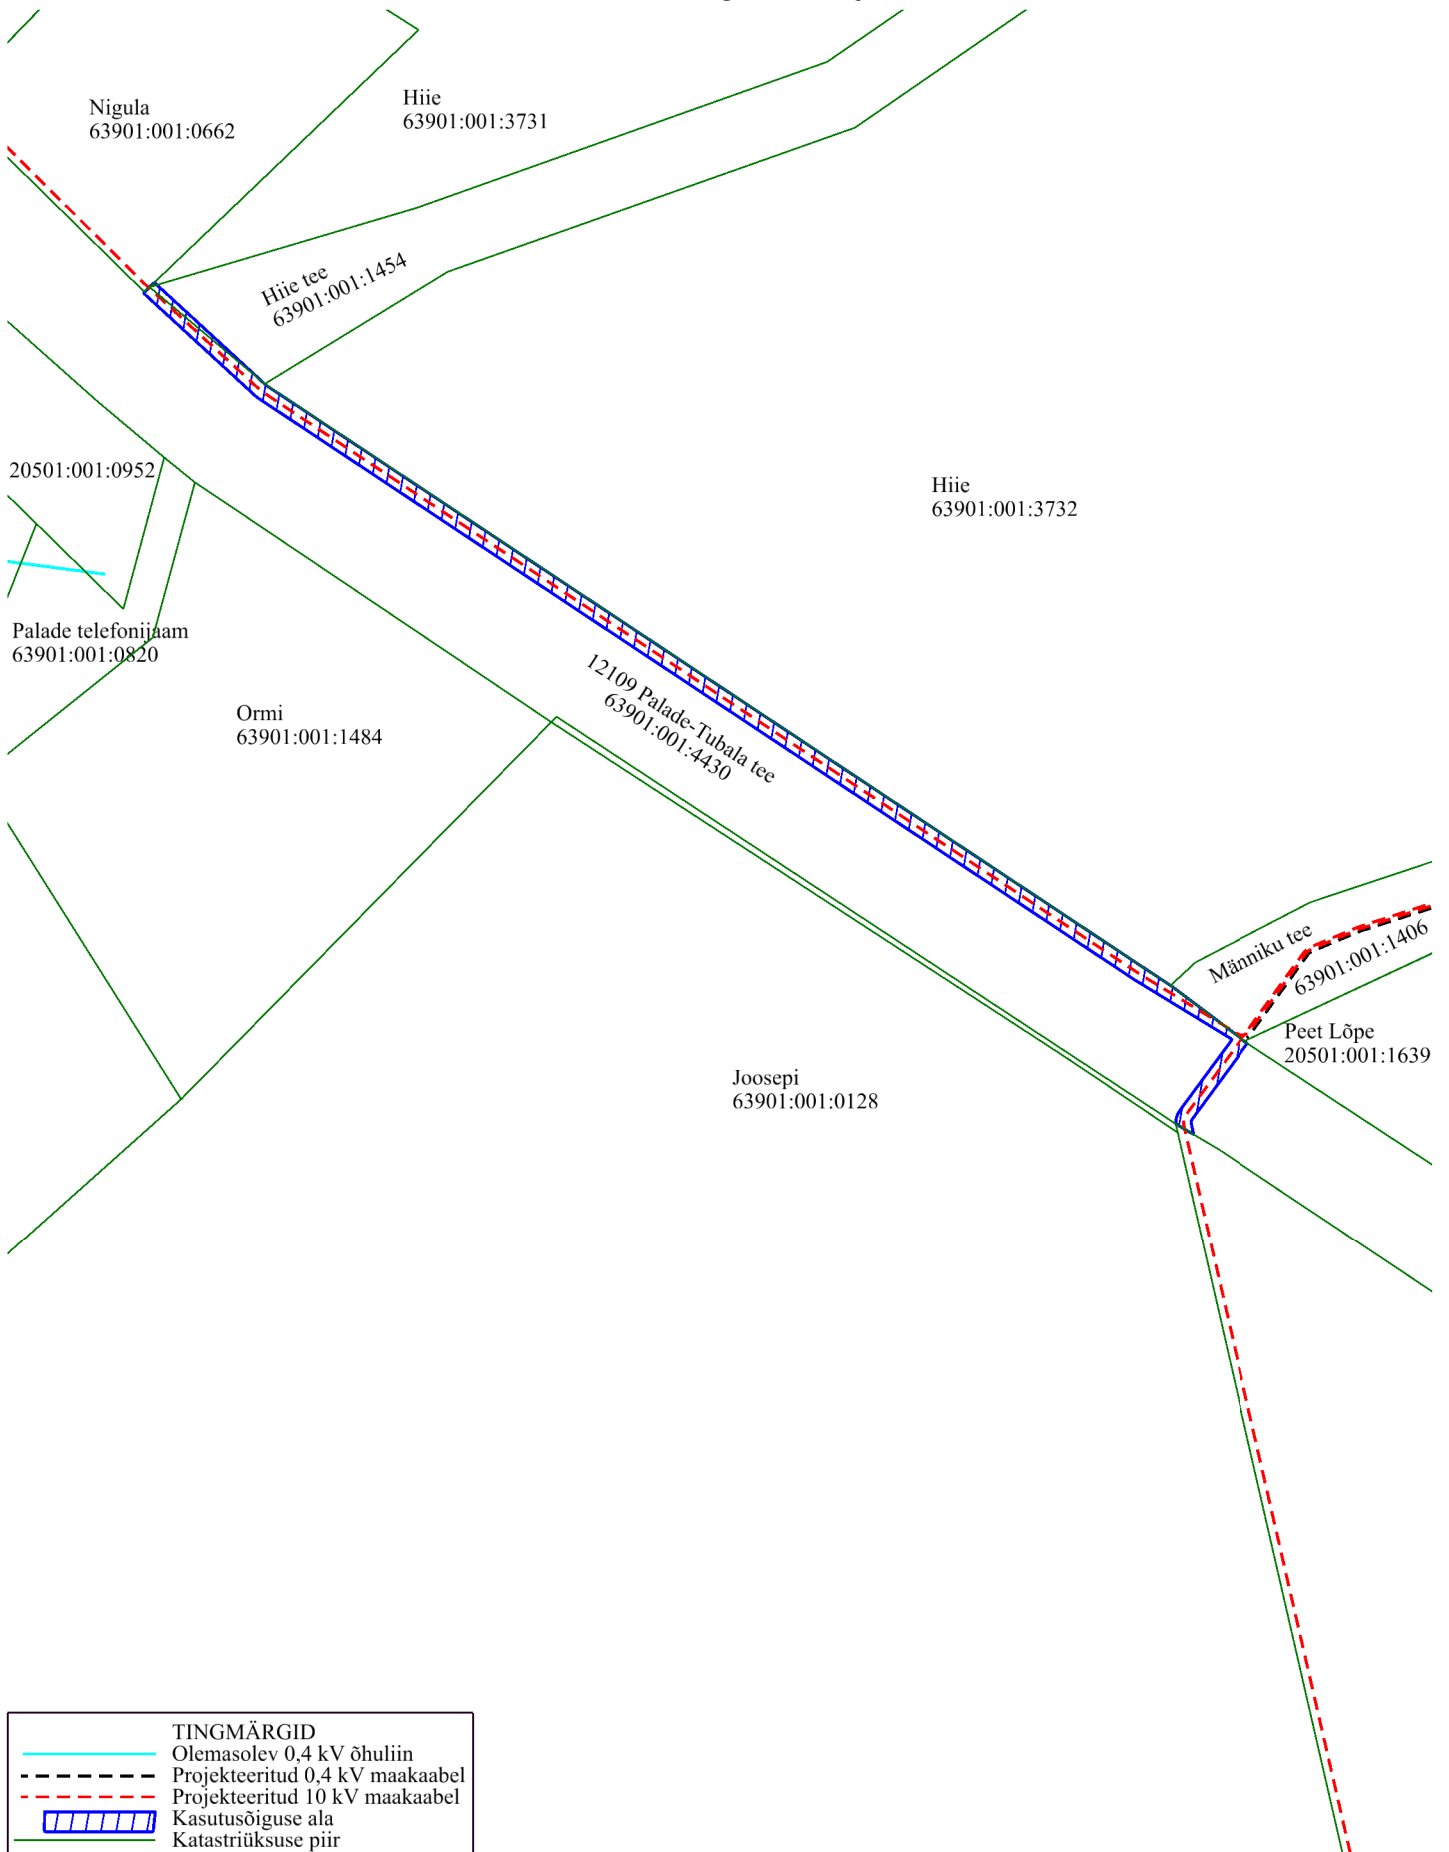 Nigula
63901:001:0662
Hiie
63901:001:3731
Hiie tee
63901:001:1454
20501:001:0952
Hiie
63901:001:3732
Palade telefonijaam
63901:001:0820
Ormi
63901:001:1484
12109 Palade-Tubala tee
63901:001:4430
Männiku tee
63901:001:1406
Peet Lõpe
20501:001:1639
Joosepi
63901:001:0128
TINGMÄRGID
Olemasolev 0,4 kV õhuliin
Projekteeritud 0,4 kV maakaabel
Projekteeritud 10 kV maakaabel
Kasutusõiguse ala
Katastriüksuse piir